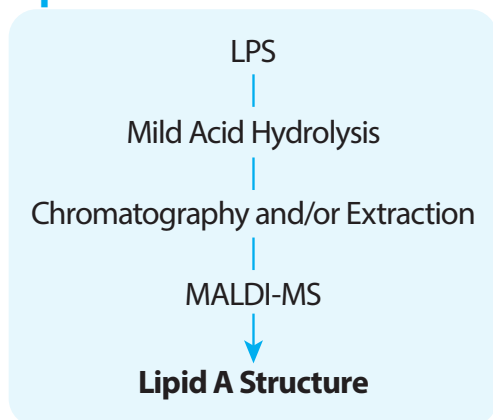 LPS
Mild Acid Hydrolysis
Chromatography and/or Extraction
MALDI-MS
Lipid A Structure